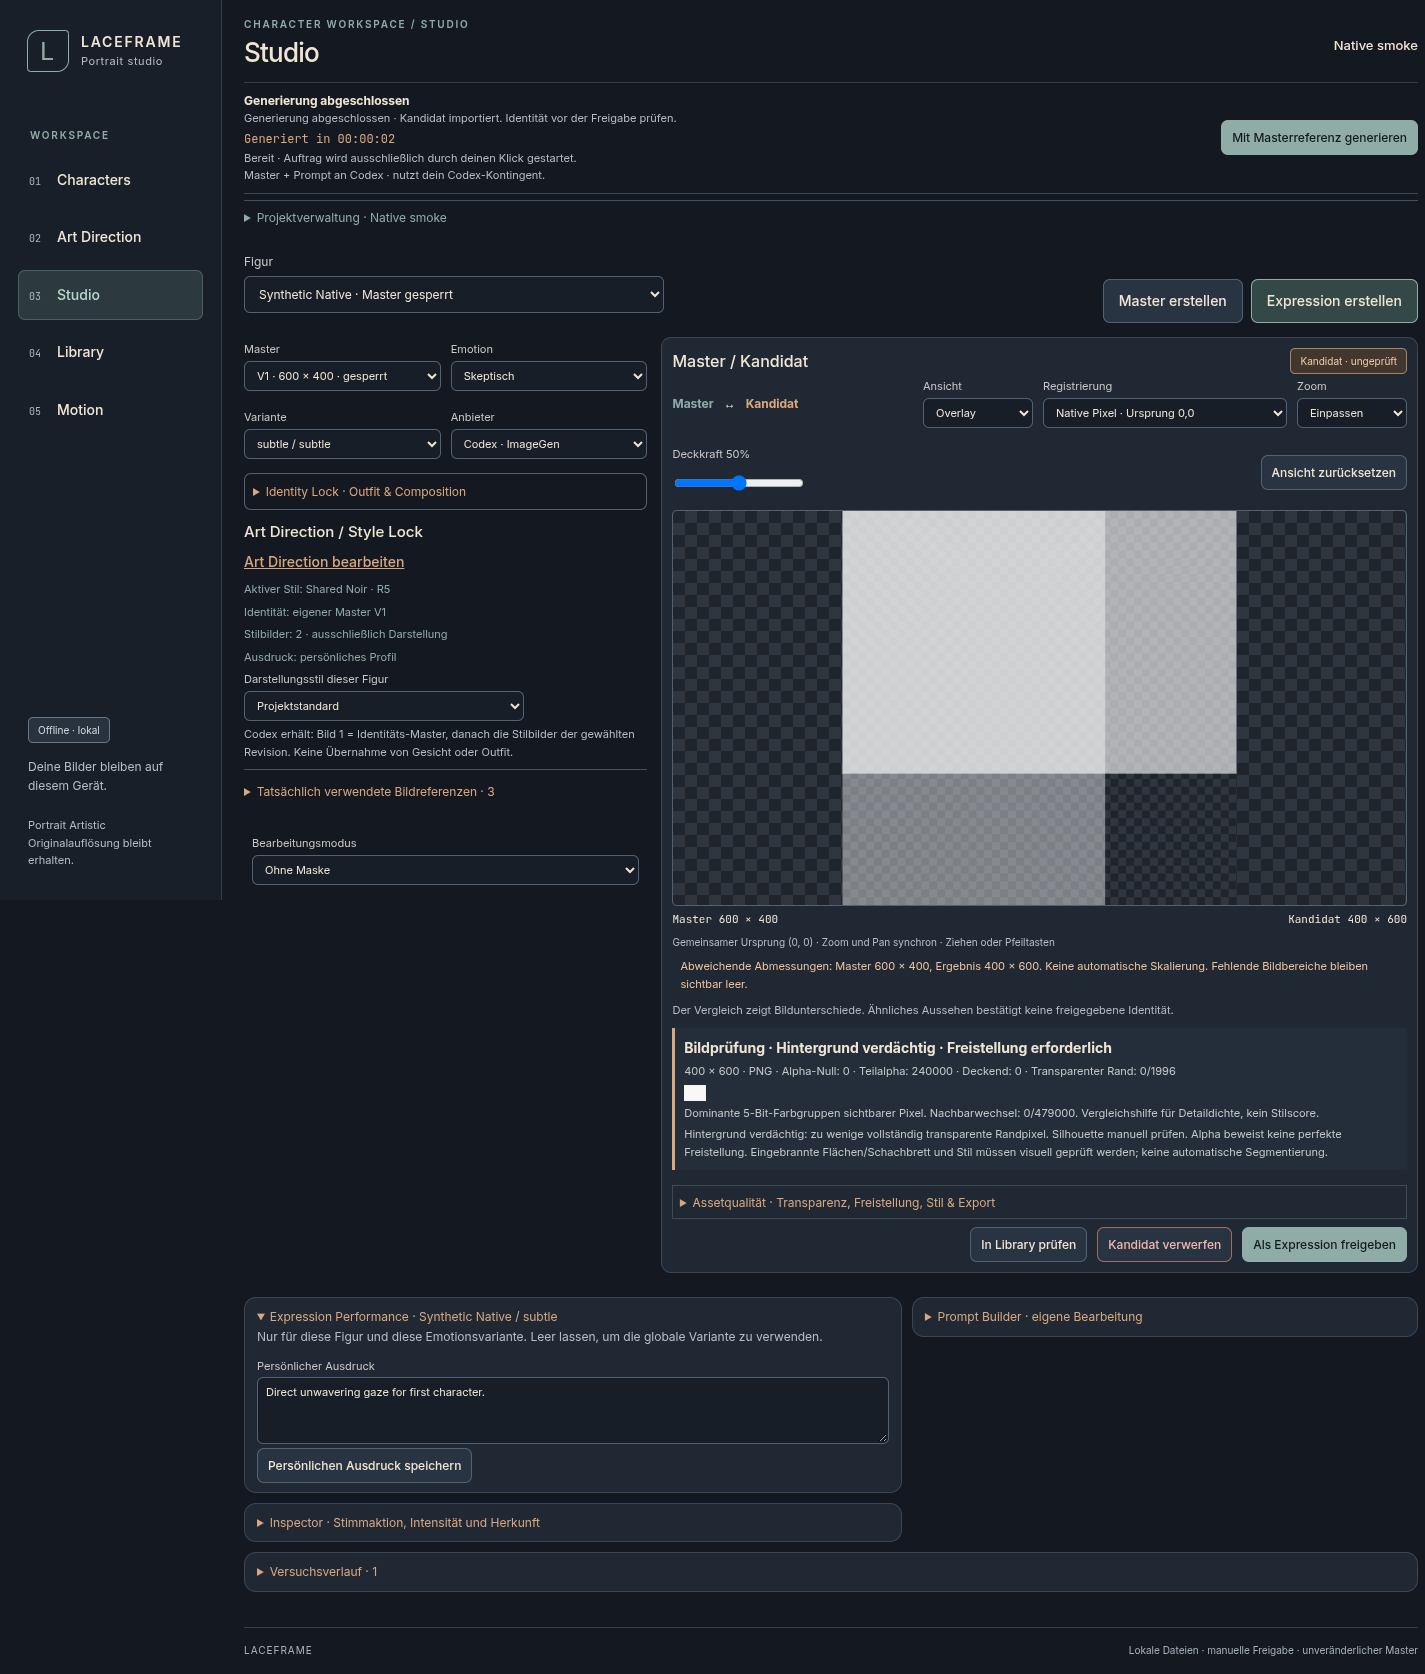 L
LACEFRAME
Portrait studio
WORKSPACE
01 Characters
02 Art Direction
03 Studio
04 Library
05 Motion
Offline · lokal
Deine Bilder bleiben auf
diesem Gerät.
Portrait Artistic
Originalauflösung bleibt
erhalten.
CHARACTER WORKSPACE / STUDIO
Studio
Native smoke
Generierung abgeschlossen
Generierung abgeschlossen · Kandidat importiert. Identität vor der Freigabe prüfen.
Generiert in 00:00:02
Bereit · Auftrag wird ausschließlich durch deinen Klick gestartet.
Master + Prompt an Codex · nutzt dein Codex-Kontingent.
Mit Masterreferenz generieren
Projektverwaltung · Native smoke
Figur
Synthetic Native · Master gesperrt
Master erstellen
Expression erstellen
Master
V1 · 600 × 400 · gesperrt
Emotion
Skeptisch
Variante
subtle / subtle
Anbieter
Codex · ImageGen
Identity Lock · Outfit & Composition
Art Direction / Style Lock
Art Direction bearbeiten
Aktiver Stil: Shared Noir · R5
Identität: eigener Master V1
Stilbilder: 2 · ausschließlich Darstellung
Ausdruck: persönliches Profil
Darstellungsstil dieser Figur
Projektstandard
Codex erhält: Bild 1 = Identitäts-Master, danach die Stilbilder der gewählten
Revision. Keine Übernahme von Gesicht oder Outfit.
Tatsächlich verwendete Bildreferenzen · 3
Bearbeitungsmodus
Ohne Maske
Master / Kandidat
Kandidat · ungeprüft
Master ↔ Kandidat
Ansicht
Overlay
Registrierung
Native Pixel · Ursprung 0,0
Zoom
Einpassen
Deckkraft 50%
Ansicht zurücksetzen
Master 600 × 400
Kandidat 400 × 600
Gemeinsamer Ursprung (0, 0) · Zoom und Pan synchron · Ziehen oder Pfeiltasten
Abweichende Abmessungen: Master 600 × 400, Ergebnis 400 × 600. Keine automatische Skalierung. Fehlende Bildbereiche bleiben
sichtbar leer.
Der Vergleich zeigt Bildunterschiede. Ähnliches Aussehen bestätigt keine freigegebene Identität.
Bildprüfung · Hintergrund verdächtig · Freistellung erforderlich
400 × 600 · PNG · Alpha-Null: 0 · Teilalpha: 240000 · Deckend: 0 · Transparenter Rand: 0/1996
Dominante 5-Bit-Farbgruppen sichtbarer Pixel. Nachbarwechsel: 0/479000. Vergleichshilfe für Detaildichte, kein Stilscore.
Hintergrund verdächtig: zu wenige vollständig transparente Randpixel. Silhouette manuell prüfen. Alpha beweist keine perfekte
Freistellung. Eingebrannte Flächen/Schachbrett und Stil müssen visuell geprüft werden; keine automatische Segmentierung.
Assetqualität · Transparenz, Freistellung, Stil & Export
In Library prüfen
Kandidat verwerfen
Als Expression freigeben
Expression Performance · Synthetic Native / subtle
Nur für diese Figur und diese Emotionsvariante. Leer lassen, um die globale Variante zu verwenden.
Persönlicher Ausdruck
Direct unwavering gaze for first character.
Persönlichen Ausdruck speichern
Prompt Builder · eigene Bearbeitung
Inspector · Stimmaktion, Intensität und Herkunft
Versuchsverlauf · 1
LACEFRAME
Lokale Dateien · manuelle Freigabe · unveränderlicher Master